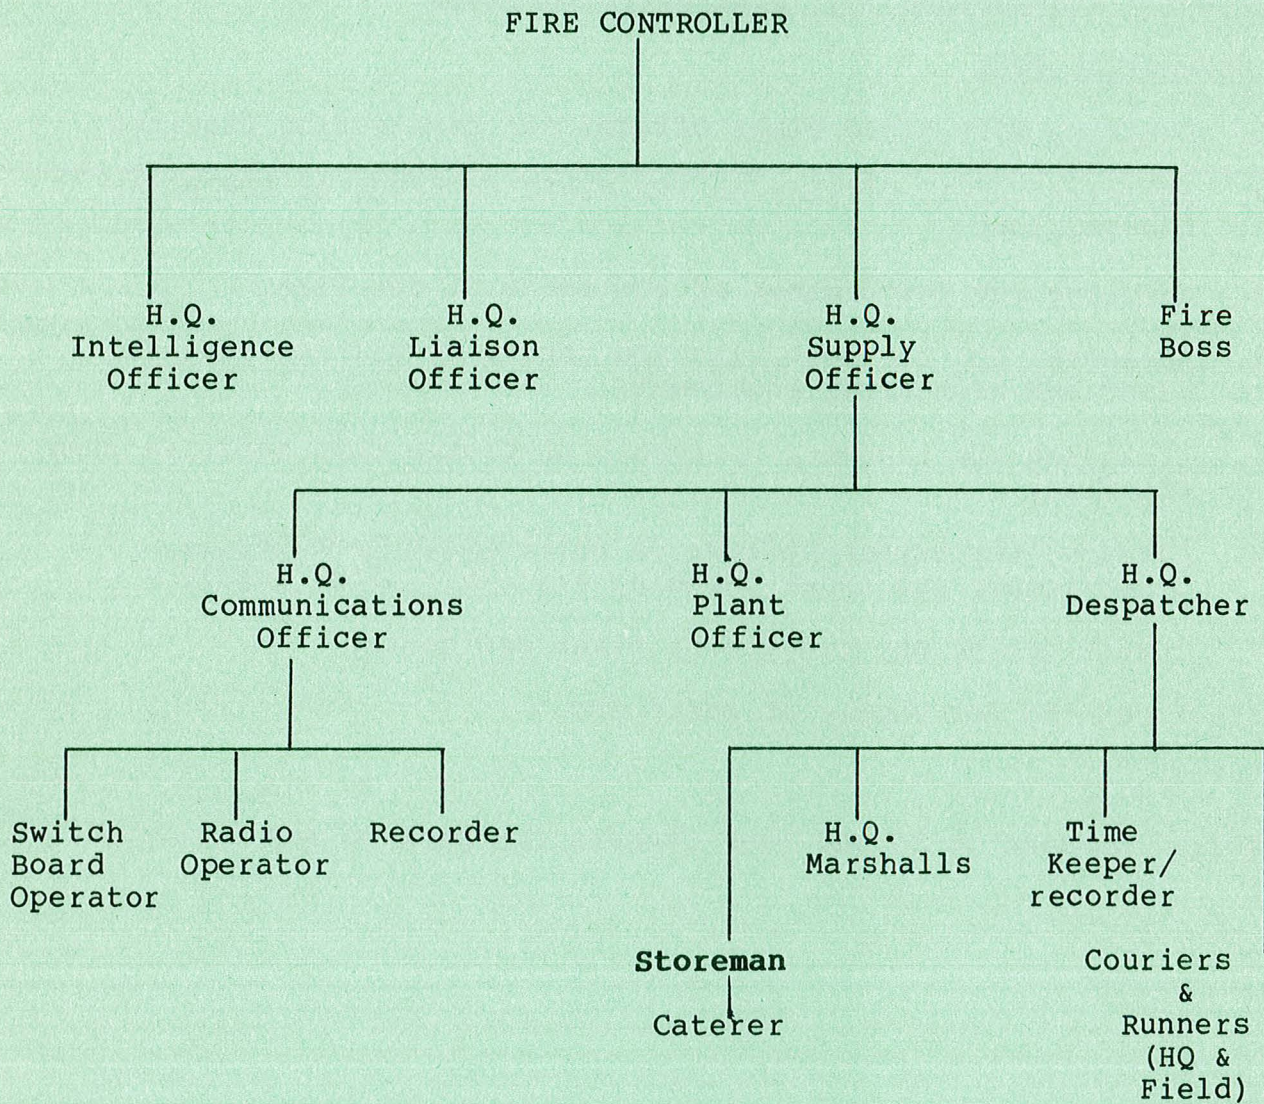 FIRE CONTROLLER
H.Q.
Intelligence
Officer
H.Q.
Liaison
Officer
H.Q.
Supply
Officer
Fire
Boss
H.Q.
Communications
Officer
H.Q.
Plant
Officer
H.Q.
Despatcher
Switch
Board
Operator
Radio
Operator
Recorder
H.Q.
Marshalls
Time
Keeper/
recorder
Storeman
Caterer
Couriers
&
Runners
(HQ &
Field)